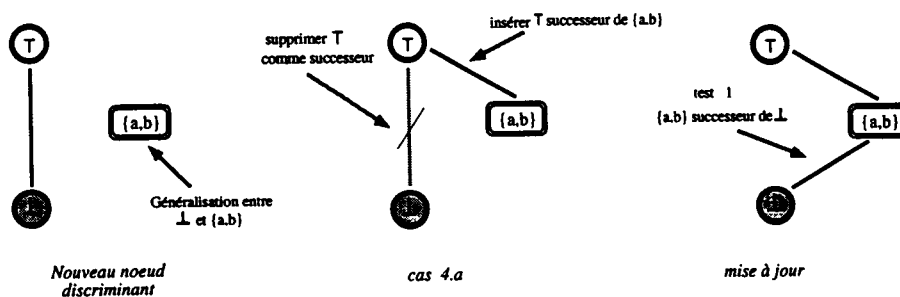 T
{a,b}
⊥
Généralisation entre
⊥ et {a,b}
Nouveau noeud
discriminant
supprimer T
comme successeur
T
insérer T successeur de {a.b}
{a,b}
cas 4.a
T
test 1
{a,b} successeur de ⊥
{a,b}
mise à jour